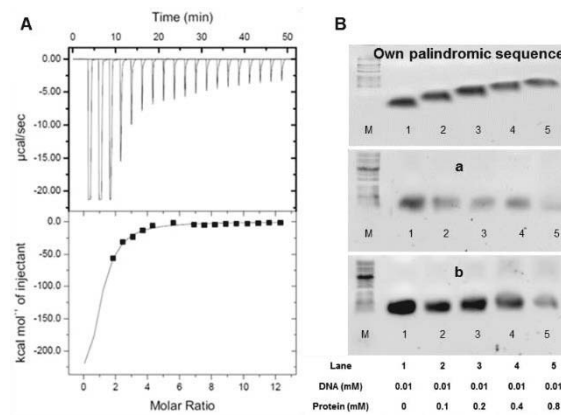 A
Time (min)
0 10 20 30 40 50
0.00
-5.00
-10.00
-15.00
-20.00
µcal/sec
0.0
-50.0
-100.0
-150.0
-200.0
kcal mol⁻¹ of injectant
0 2 4 6 8 10 12
Molar Ratio
B
Own palindromic sequence
M 1 2 3 4 5
a
M 1 2 3 4 5
b
M 1 2 3 4 5
Lane 1 2 3 4 5
DNA (mM) 0.01 0.01 0.01 0.01 0.01
Protein (mM) 0 0.1 0.2 0.4 0.8